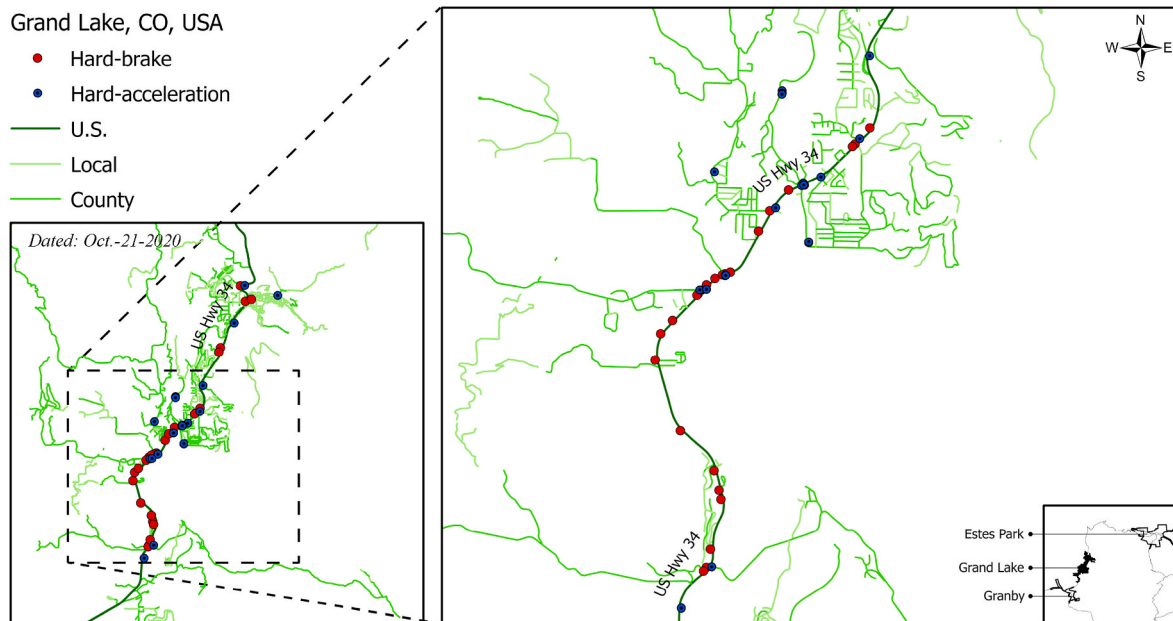 Grand Lake, CO, USA
Hard-brake
Hard-acceleration
U.S.
Local
County
Dated: Oct.-21-2020
US Hwy 34
US Hwy 34
US Hwy 34
N
W
E
S
Estes Park
Grand Lake
Granby